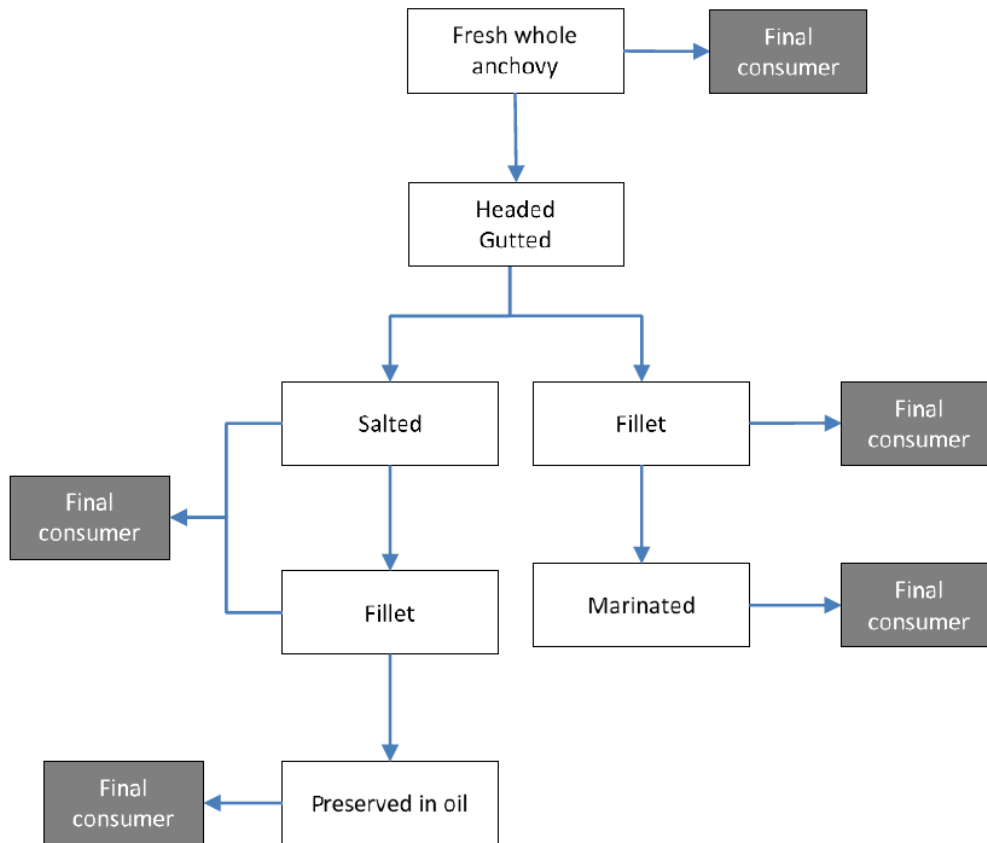 Fresh whole
anchovy
Final
consumer
Headed
Gutted
Salted
Fillet
Final
consumer
Final
consumer
Fillet
Marinated
Final
consumer
Final
consumer
Preserved in oil